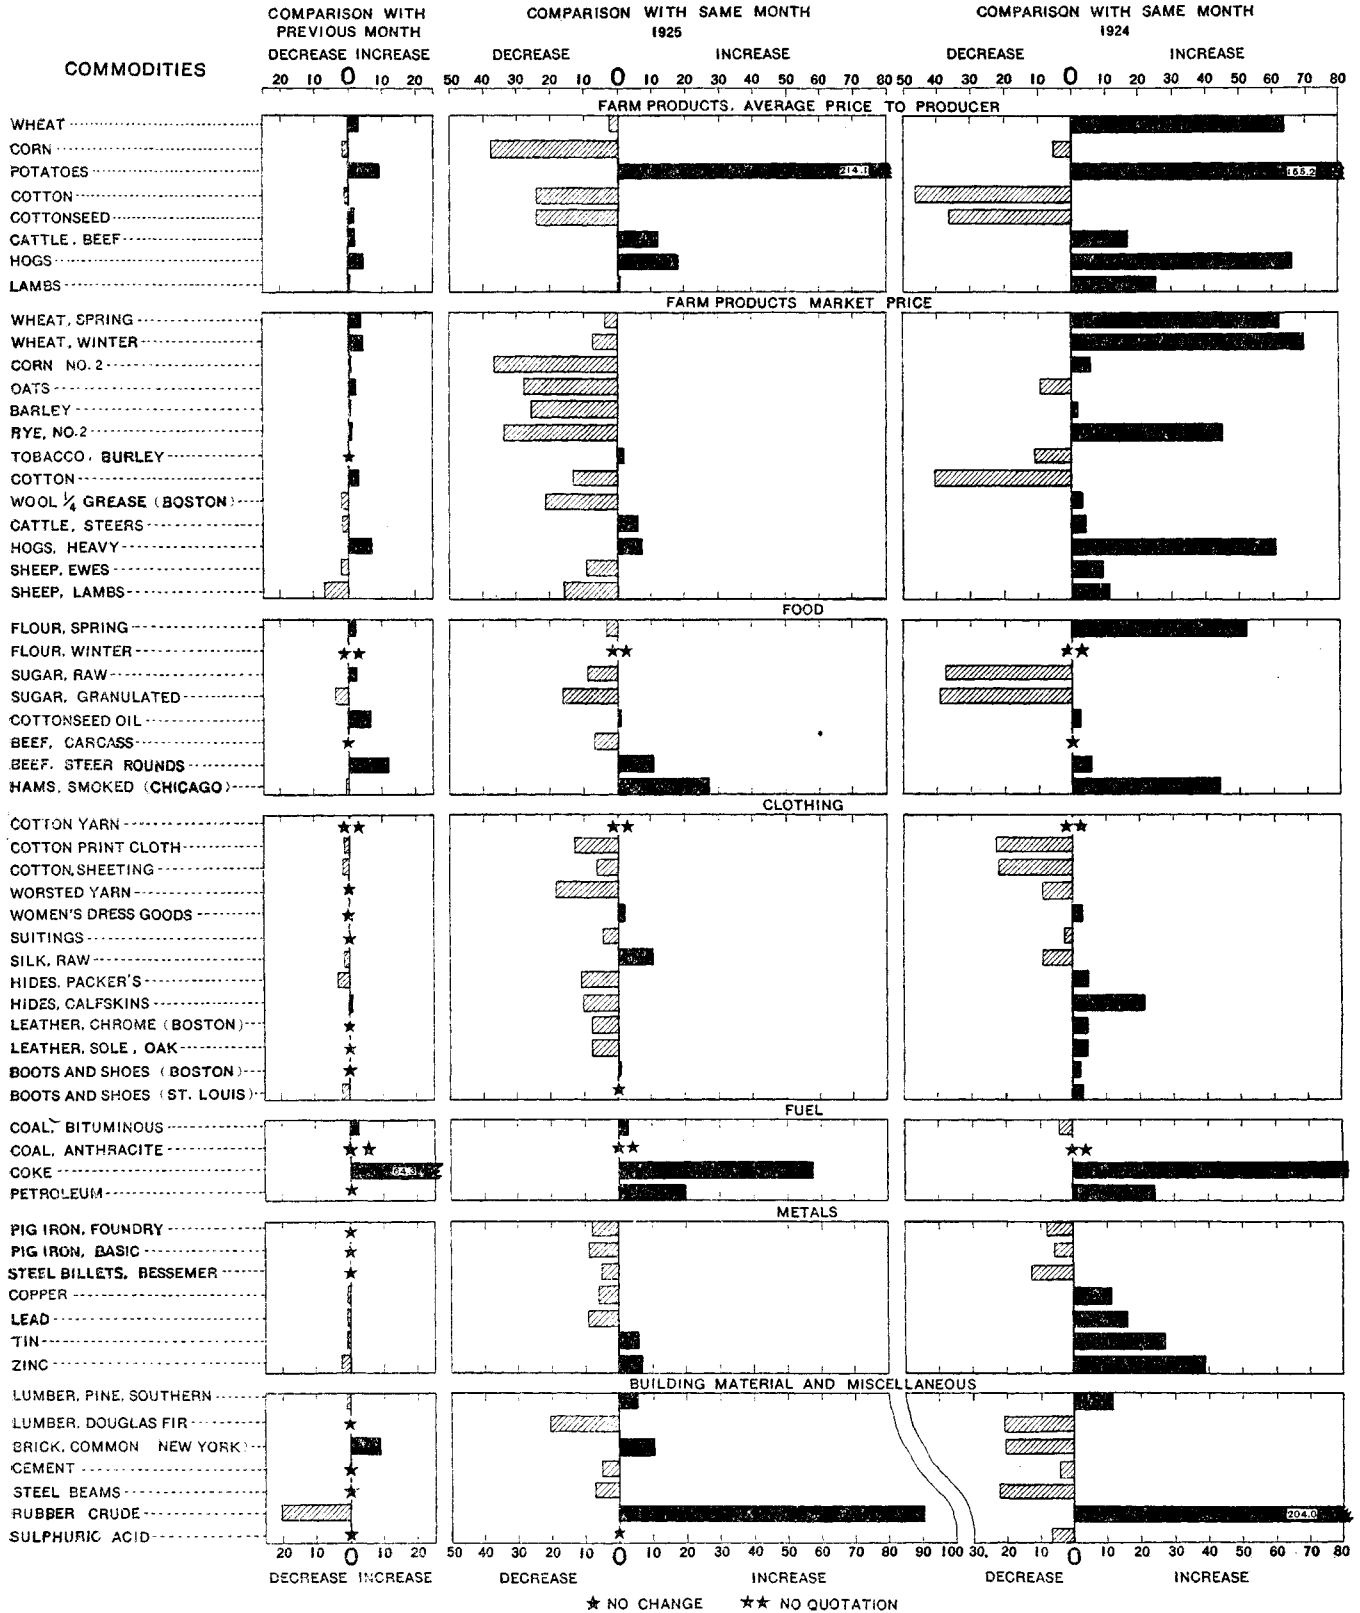 COMPARISON WITH PREVIOUS MONTH
COMPARISON WITH SAME MONTH 1925
COMPARISON WITH SAME MONTH 1924
COMMODITIES
DECREASE INCREASE
DECREASE INCREASE
DECREASE INCREASE
20 10 0 10 20
50 40 30 20 10 0 10 20 30 40 50 60 70 80
50 40 30 20 10 0 10 20 30 40 50 60 70 80
FARM PRODUCTS, AVERAGE PRICE TO PRODUCER
WHEAT
CORN
POTATOES 214.1
COTTON
COTTONSEED
CATTLE, BEEF
HOGS
LAMBS
FARM PRODUCTS MARKET PRICE
WHEAT, SPRING
WHEAT, WINTER
CORN NO. 2
OATS
BARLEY
RYE, NO. 2
TOBACCO, BURLEY
COTTON
WOOL ¼ GREASE (BOSTON)
CATTLE, STEERS
HOGS, HEAVY
SHEEP, EWES
SHEEP, LAMBS
FOOD
FLOUR, SPRING
FLOUR, WINTER
SUGAR, RAW
SUGAR, GRANULATED
COTTONSEED OIL
BEEF, CARCASS
BEEF, STEER ROUNDS
HAMS, SMOKED (CHICAGO)
CLOTHING
COTTON YARN
COTTON PRINT CLOTH
COTTON, SHEETING
WORSTED YARN
WOMEN'S DRESS GOODS
SUITINGS
SILK, RAW
HIDES, PACKER'S
HIDES, CALFSKINS
LEATHER, CHROME (BOSTON)
LEATHER, SOLE, OAK
BOOTS AND SHOES (BOSTON)
BOOTS AND SHOES (ST. LOUIS)
FUEL
COAL, BITUMINOUS
COAL, ANTHRACITE
COKE
PETROLEUM
METALS
PIG IRON, FOUNDRY
PIG IRON, BASIC
STEEL BILLETS, BESSEMER
COPPER
LEAD
TIN
ZINC
BUILDING MATERIAL AND MISCELLANEOUS
LUMBER, PINE, SOUTHERN
LUMBER, DOUGLAS FIR
BRICK, COMMON NEW YORK)
CEMENT
STEEL BEAMS
RUBBER CRUDE 204.0
SULPHURIC ACID
20 10 0 10 20
50 40 30 20 10 0 10 20 30 40 50 60 70 80 90 100
30, 20 10 0 10 20 30 40 50 60 70 80
DECREASE INCREASE
DECREASE INCREASE
DECREASE INCREASE
★ NO CHANGE ★★ NO QUOTATION